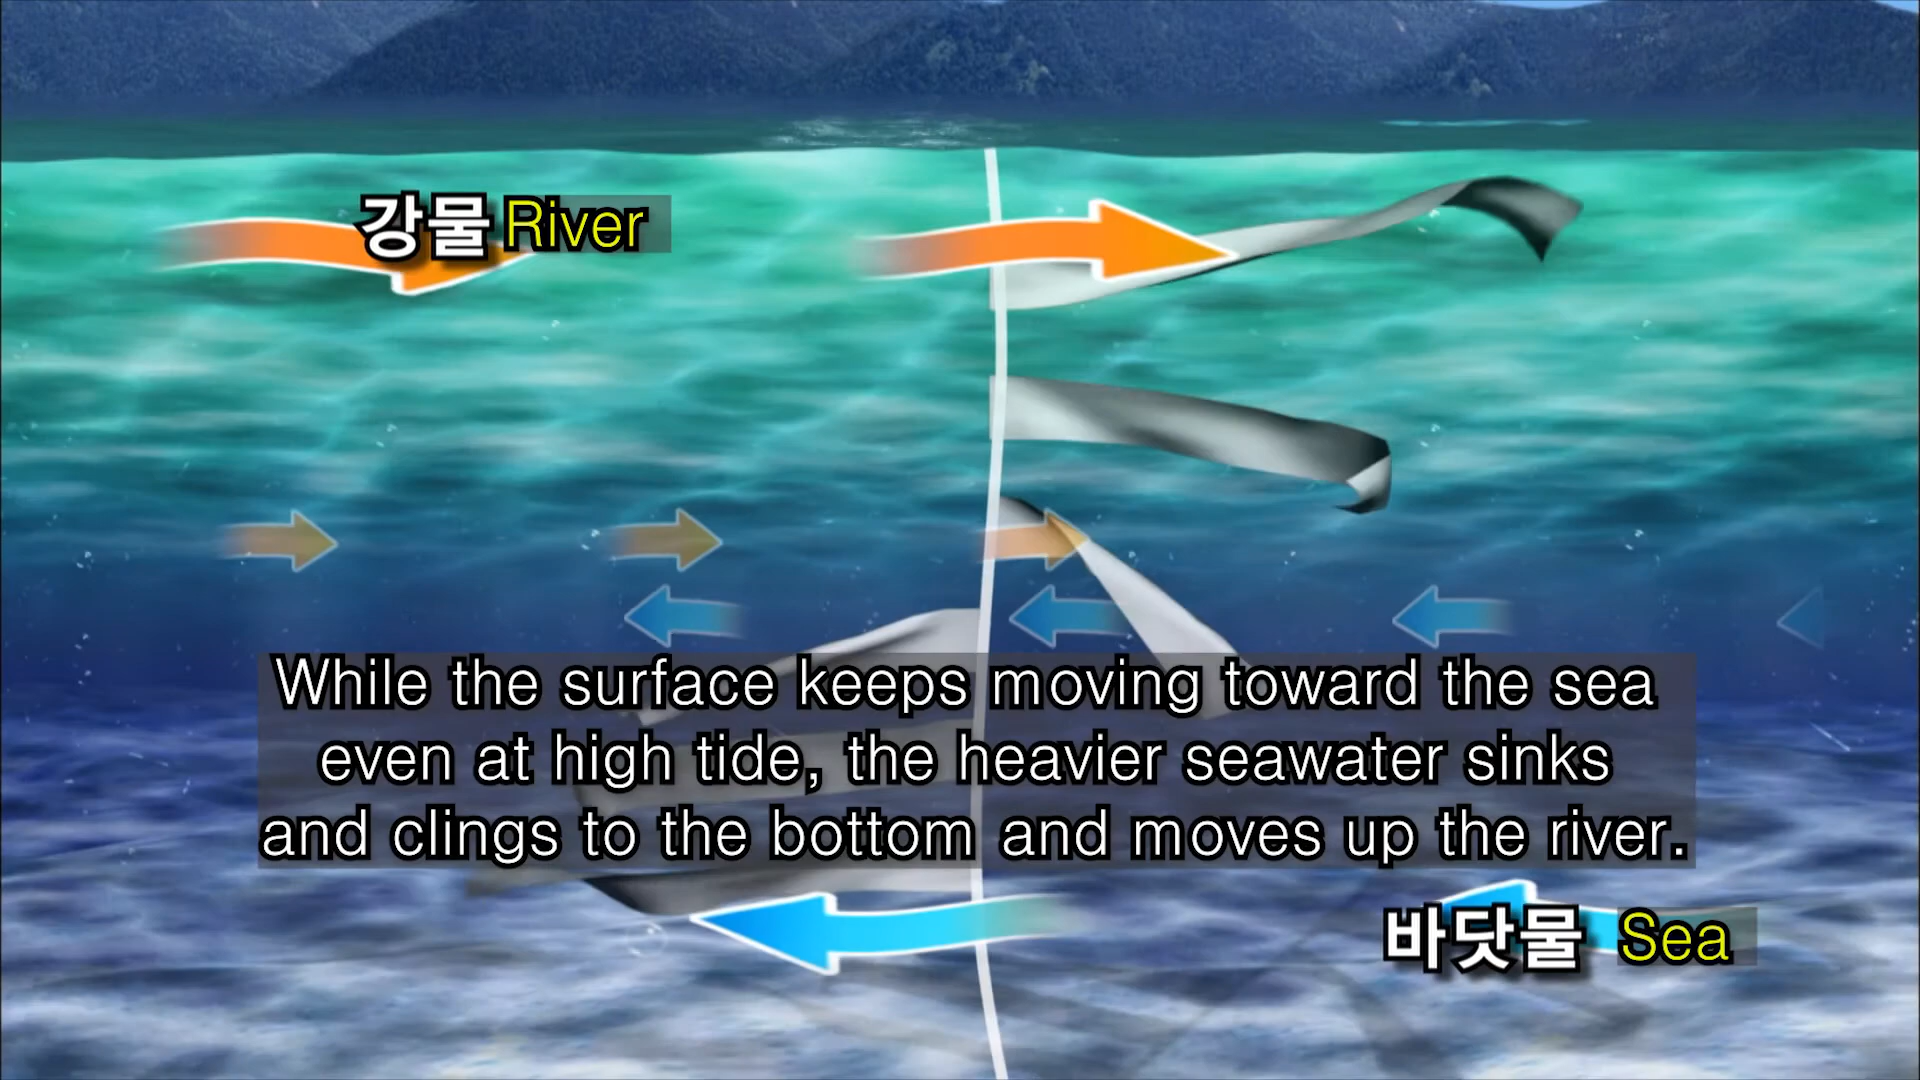 강물 River
While the surface keeps moving toward the sea
even at high tide, the heavier seawater sinks
and clings to the bottom and moves up the river.
바닷물 Sea